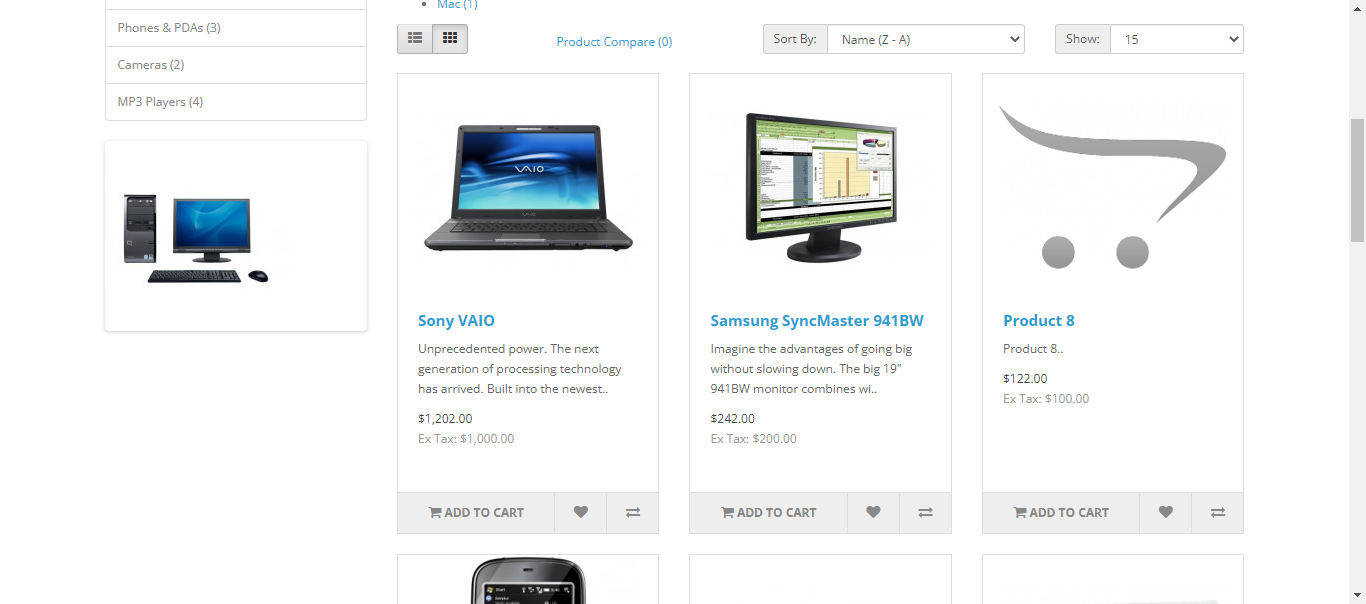 Mac (1)
Phones & PDAs (3)
Cameras (2)
MP3 Players (4)
Product Compare (0)
Sort By:
Name (Z - A)
Show:
15
VAIO
VAIO
Sony VAIO
Unprecedented power. The next
generation of processing technology
has arrived. Built into the newest..
$1,202.00
Ex Tax: $1,000.00
ADD TO CART
Samsung SyncMaster 941BW
Imagine the advantages of going big
without slowing down. The big 19"
941BW monitor combines wi..
$242.00
Ex Tax: $200.00
ADD TO CART
Product 8
Product 8..
$122.00
Ex Tax: $100.00
ADD TO CART
Start